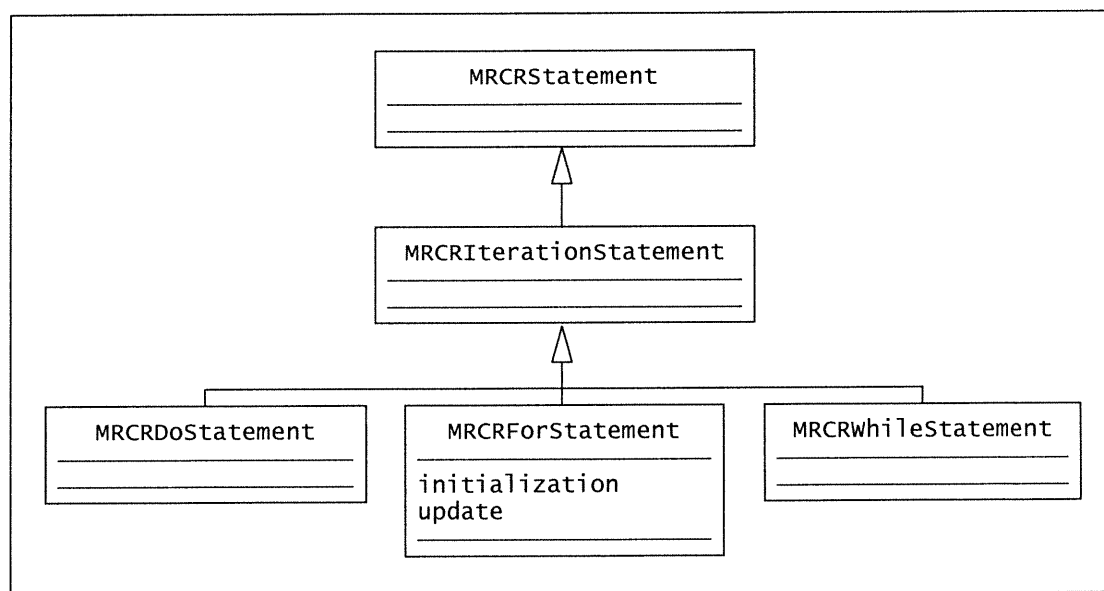 MRCRStatement
MRCRIterationStatement
MRCRDoStatement
MRCRForStatement
initialization
update
MRCRWhileStatement